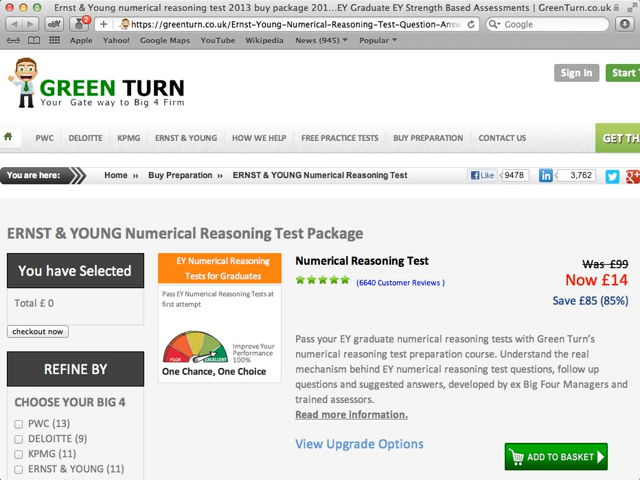 Ernst & Young numerical reasoning test 2013 buy package 201...EY Graduate EY Strength Based Assessments | GreenTurn.co.uk
2
https://greenturn.co.uk/Ernst-Young-Numerical-Reasoning-Test-Question-Answ
Google
Apple Yahoo! Google Maps YouTube Wikipedia News (945) Popular
GREEN TURN
Your Gate way to Big 4 Firm
Sign In
Start
PWC DELOITTE KPMG ERNST & YOUNG HOW WE HELP FREE PRACTICE TESTS BUY PREPARATION CONTACT US
GET
You are here: Home ›› Buy Preparation ›› ERNST & YOUNG Numerical Reasoning Test
Like 9478 in 3,762
ERNST & YOUNG Numerical Reasoning Test Package
You have Selected
Total £ 0
checkout now
REFINE BY
CHOOSE YOUR BIG 4
PWC (13)
DELOITTE (9)
KPMG (11)
ERNST & YOUNG (11)
EY Numerical Reasoning
Tests for Graduates
Pass EY Numerical Reasoning Tests at
first attempt
POOR
EXCELLENT
Improve Your
Performance
100%
One Chance, One Choice
Numerical Reasoning Test
(6640 Customer Reviews )
Was £99
Now £14
Save £85 (85%)
Pass your EY graduate numerical reasoning tests with Green Turn's
numerical reasoning test preparation course. Understand the real
mechanism behind EY numerical reasoning test questions, follow up
questions and suggested answers, developed by ex Big Four Managers and
trained assessors.
Read more information.
View Upgrade Options
ADD TO BASKET